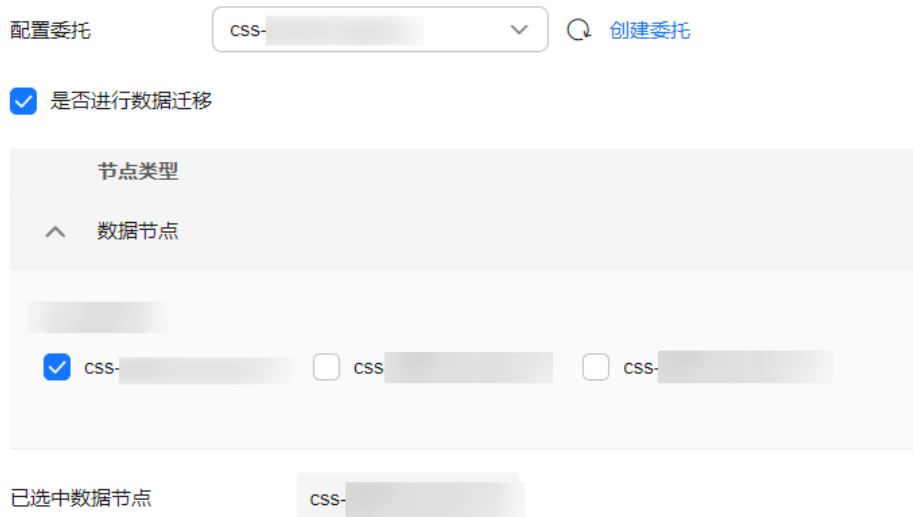 配置委托 css- 创建委托
是否进行数据迁移
节点类型
数据节点
css- css css-
已选中数据节点 css-